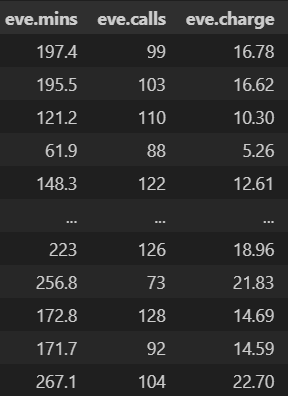 eve.mins eve.calls eve.charge
197.4 99 16.78
195.5 103 16.62
121.2 110 10.30
61.9 88 5.26
148.3 122 12.61
... ... ...
223 126 18.96
256.8 73 21.83
172.8 128 14.69
171.7 92 14.59
267.1 104 22.70